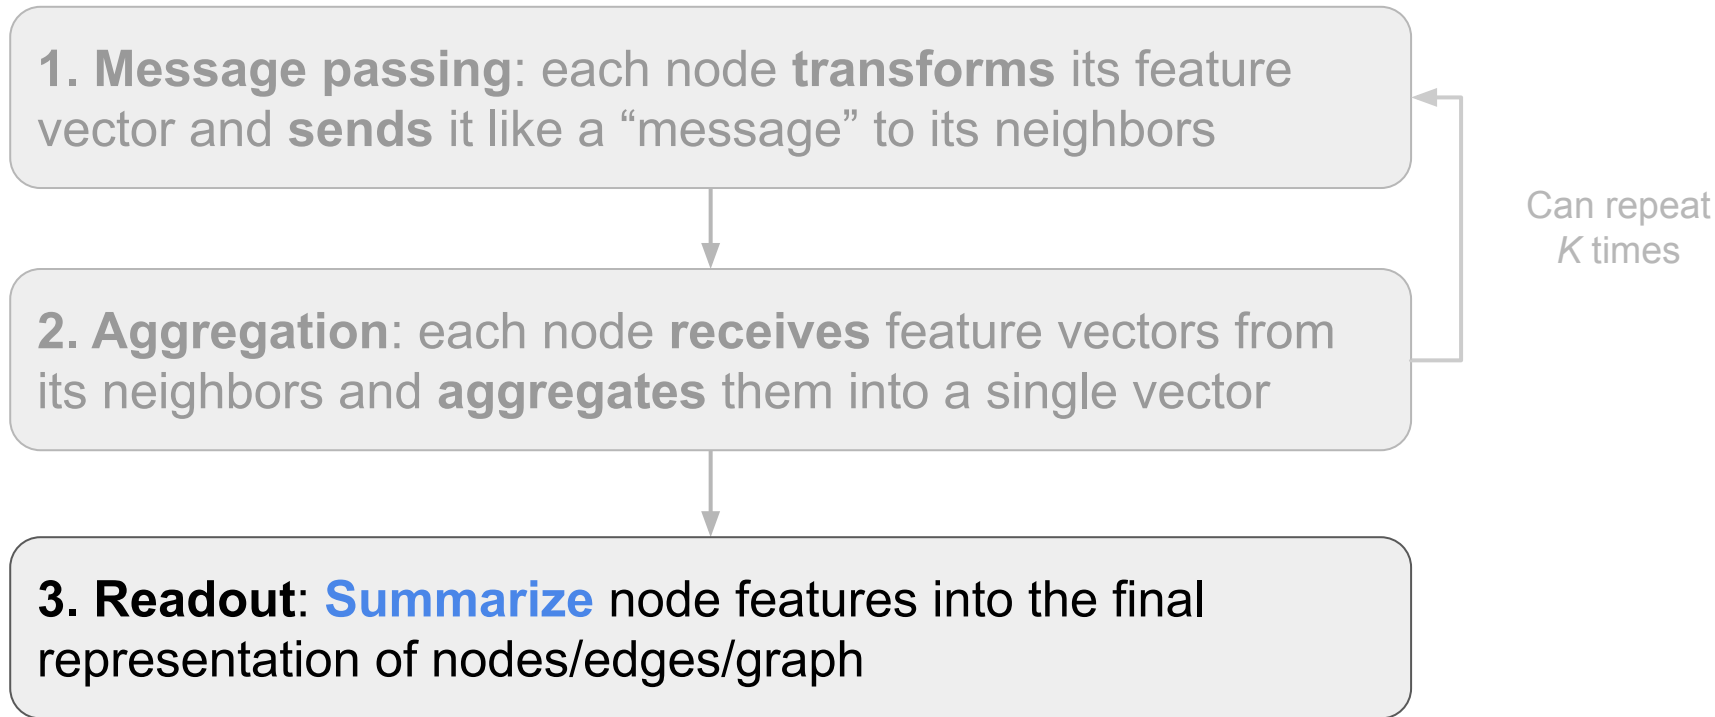 1. Message passing: each node transforms its feature
vector and sends it like a “message” to its neighbors
Can repeat
K times
2. Aggregation: each node receives feature vectors from
its neighbors and aggregates them into a single vector
3. Readout: Summarize node features into the final
representation of nodes/edges/graph